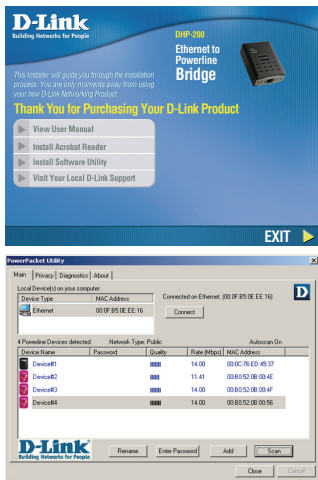 D-Link
Building Networks for People
DHP-200
Ethernet to
Powerline
Bridge
This Installer will guide you through the installation
process. You are only moments away from using
your new D-Link Networking Product.
Thank You for Purchasing Your D-Link Product
View User Manual
Install Acrobat Reader
Install Software Utility
Visit Your Local D-Link Support
EXIT
PowerPacket Utility
Main Privacy Diagnostics About
Local Device(s) on your computer:
Device Type MAC Address
Ethernet 00:0F:B5:0E:EE:16
Connected on Ethernet: (00:0F:B5:0E:EE:16)
Connect
D
4 Powerline Devices detected: Network Type: Public Autoscan On
Device Name Password Quality Rate (Mbps) MAC Address
Device#1 14.00 00:0C:76:ED:45:37
Device#2 11.41 00:B0:52:0B:00:4E
Device#3 14.00 00:B0:52:0B:00:4F
Device#4 14.00 00:B0:52:0B:00:56
D-Link
Building Networks for People
Rename Enter Password Add Scan
Close Cancel